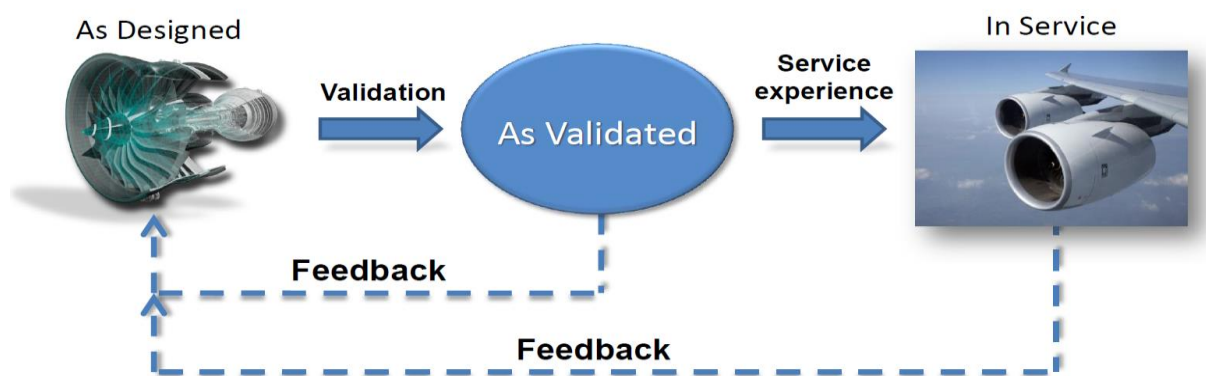 As Designed
In Service
Validation
Service
experience
As Validated
Feedback
Feedback